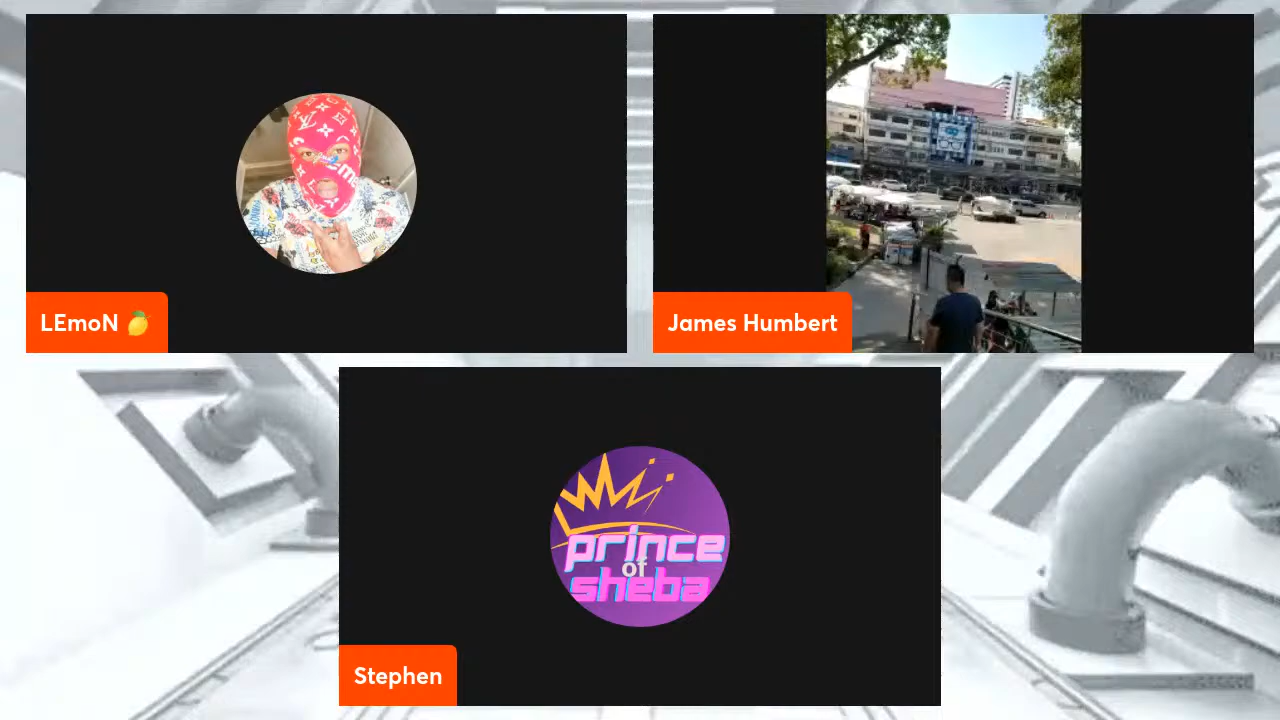 LEmoN 🍋
James Humbert
prince
of
sheba
Stephen